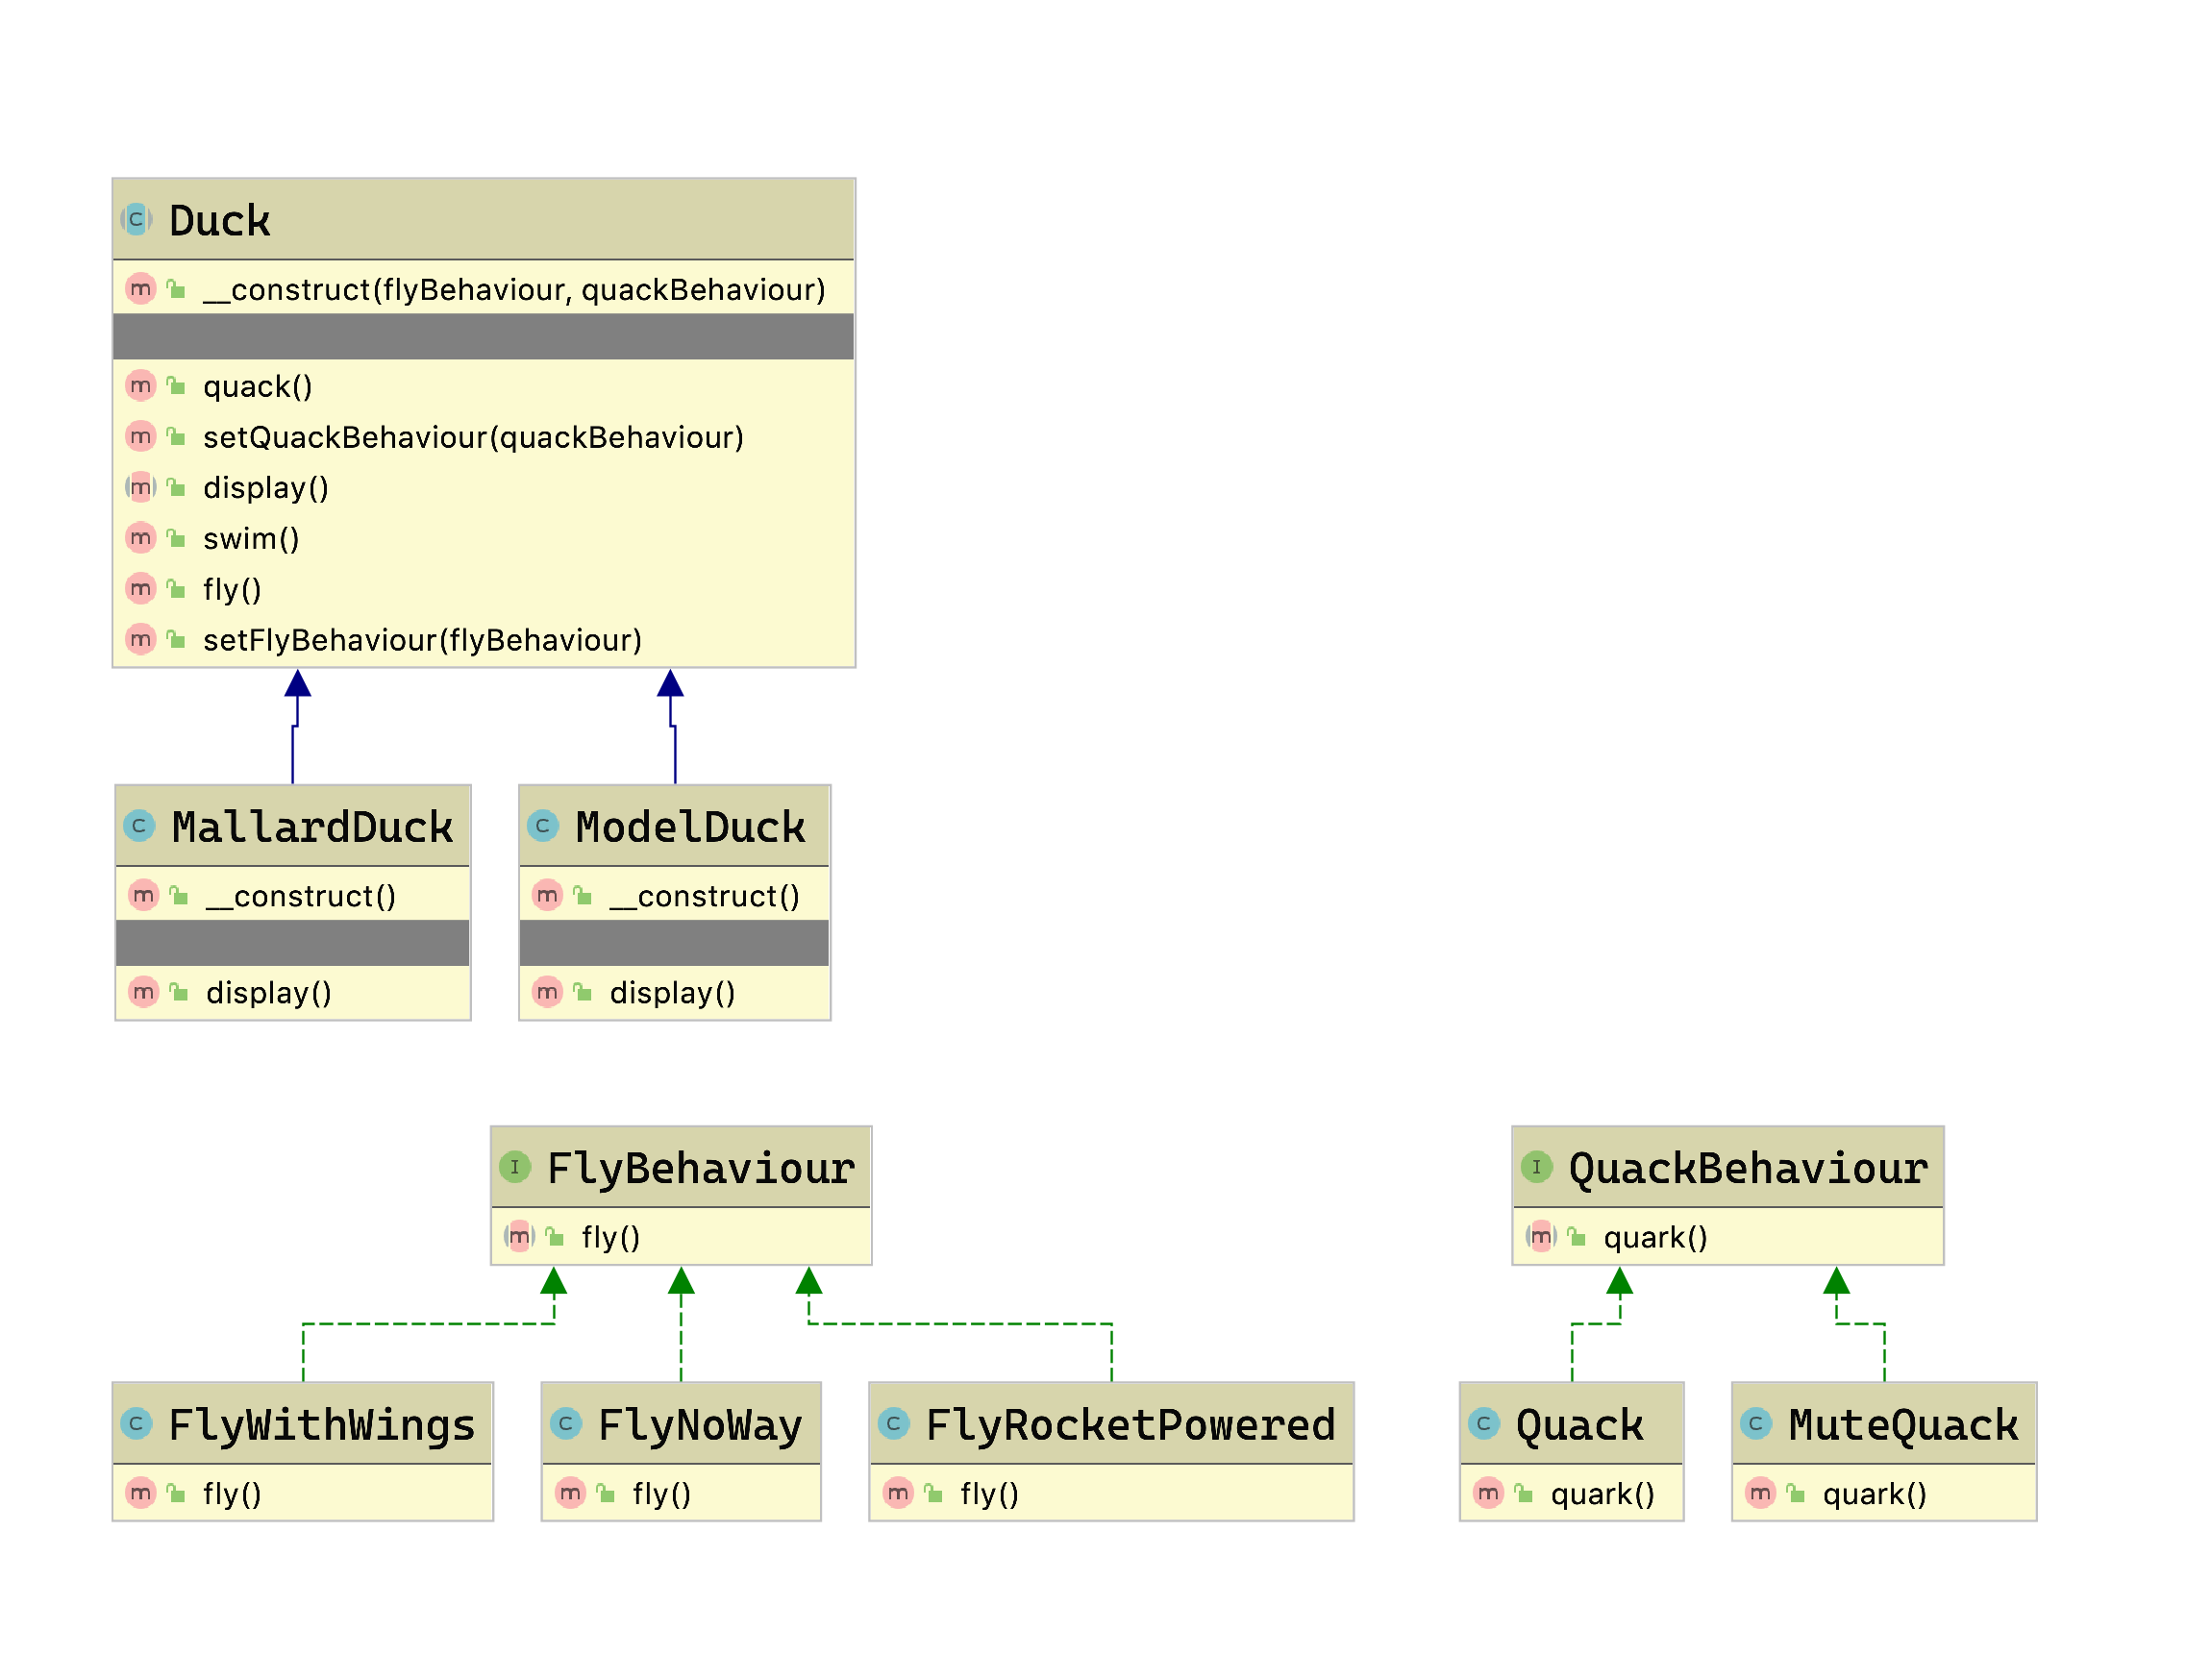 Duck
__construct(flyBehaviour, quackBehaviour)
quack()
setQuackBehaviour(quackBehaviour)
display()
swim()
fly()
setFlyBehaviour(flyBehaviour)
MallardDuck
__construct()
display()
ModelDuck
__construct()
display()
FlyBehaviour
fly()
QuackBehaviour
quark()
FlyWithWings
fly()
FlyNoWay
fly()
FlyRocketPowered
fly()
Quack
quark()
MuteQuack
quark()